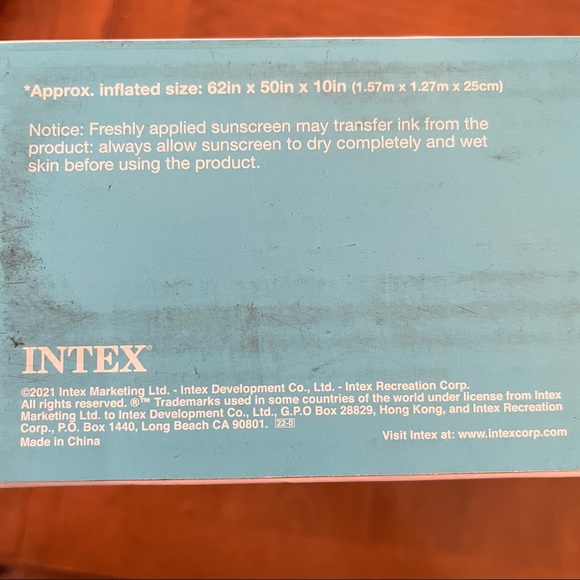 *Approx. inflated size: 62in x 50in x 10in (1.57m x 1.27m x 25cm)
Notice: Freshly applied sunscreen may transfer ink from the
product: always allow sunscreen to dry completely and wet
skin before using the product.
INTEX®
©2021 Intex Marketing Ltd. - Intex Development Co., Ltd. - Intex Recreation Corp.
All rights reserved. ®™ Trademarks used in some countries of the world under license from Intex
Marketing Ltd. to Intex Development Co., Ltd., G.P.O Box 28829, Hong Kong, and Intex Recreation
Corp., P.O. Box 1440, Long Beach CA 90801. 22-0
Made in China
Visit Intex at: www.intexcorp.com